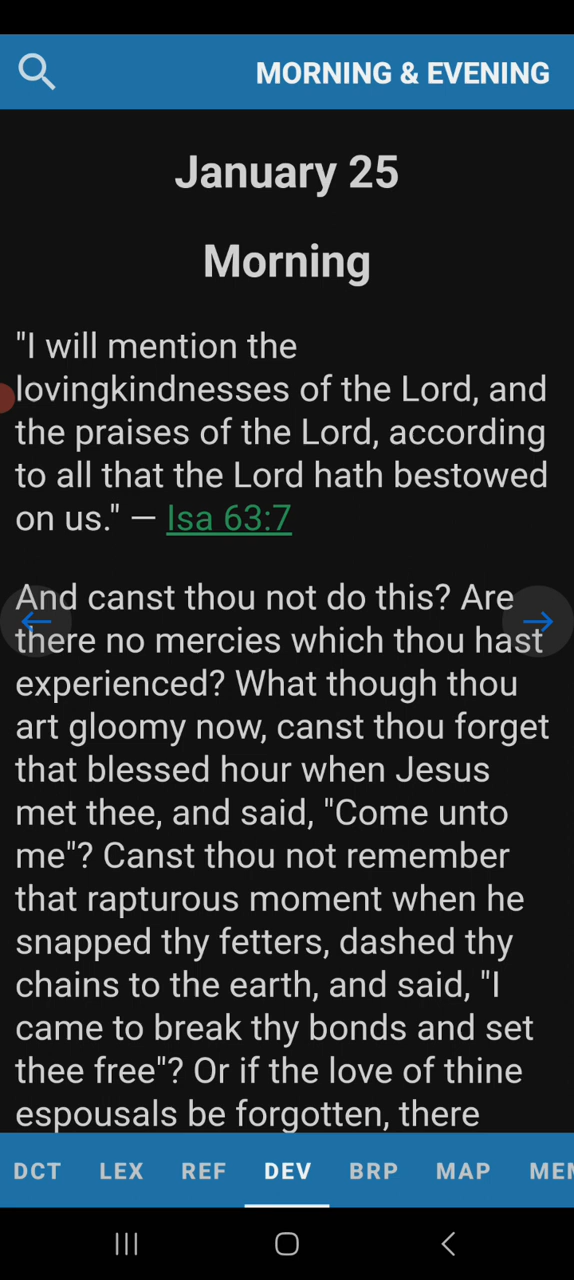 MORNING & EVENING
January 25
Morning
"I will mention the
lovingkindnesses of the Lord, and
the praises of the Lord, according
to all that the Lord hath bestowed
on us." — Isa 63:7
And canst thou not do this? Are
there no mercies which thou hast
experienced? What though thou
art gloomy now, canst thou forget
that blessed hour when Jesus
met thee, and said, "Come unto
me"? Canst thou not remember
that rapturous moment when he
snapped thy fetters, dashed thy
chains to the earth, and said, "I
came to break thy bonds and set
thee free"? Or if the love of thine
espousals be forgotten, there
DCT LEX REF DEV BRP MAP